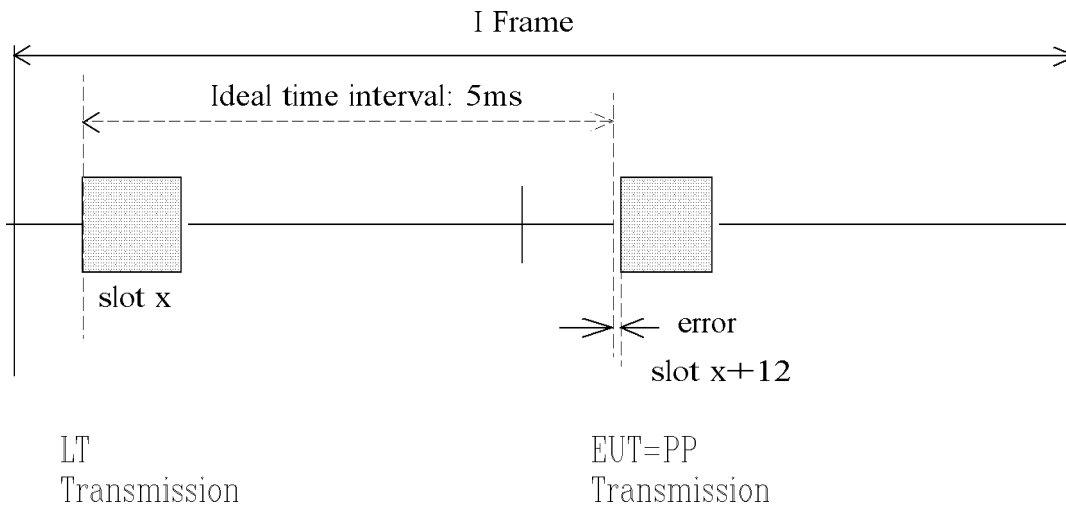 I Frame
Ideal time interval: 5ms
slot x
error
slot x+12
LT
Transmission
EUT=PP
Transmission